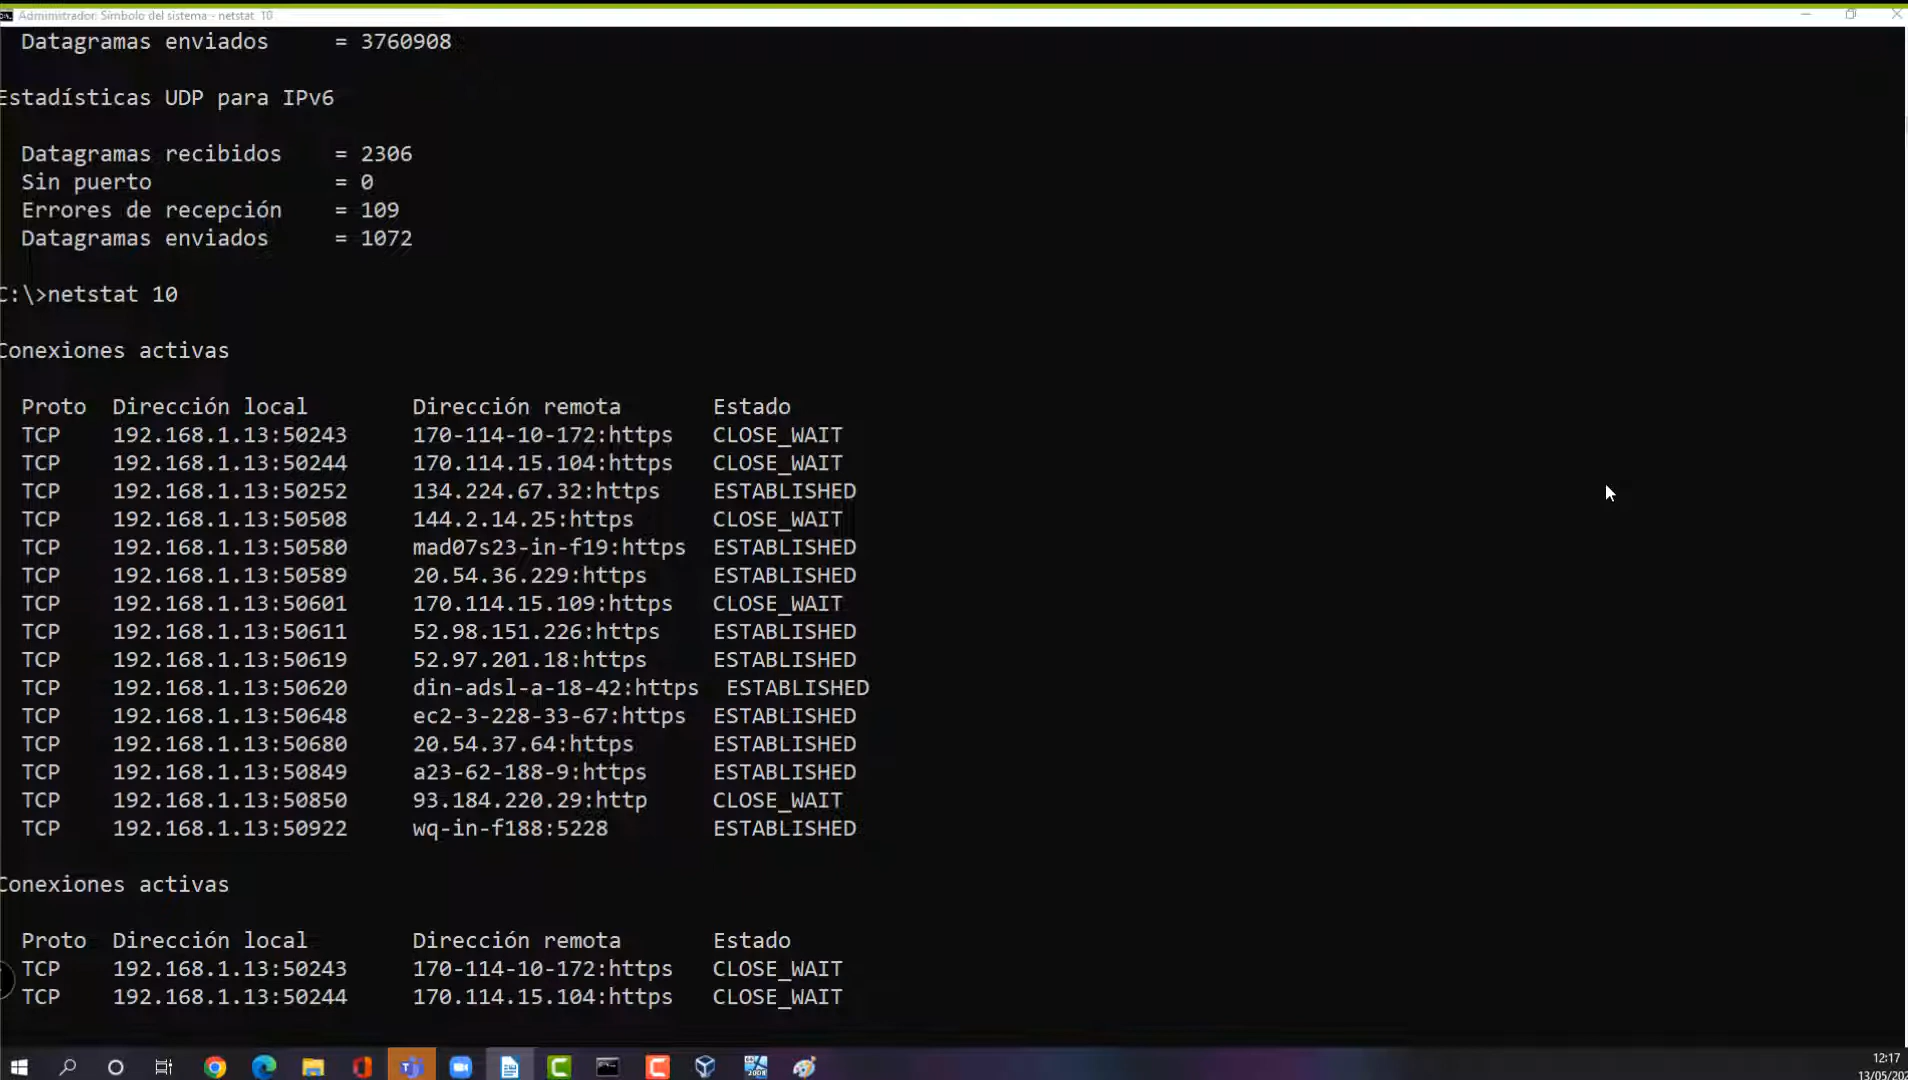 Administrador: Símbolo del sistema - netstat 10
Datagramas enviados = 3760908
Estadísticas UDP para IPv6
Datagramas recibidos = 2306
Sin puerto = 0
Errores de recepción = 109
Datagramas enviados = 1072
C:\>netstat 10
Conexiones activas
Proto Dirección local Dirección remota Estado
TCP 192.168.1.13:50243 170-114-10-172:https CLOSE_WAIT
TCP 192.168.1.13:50244 170.114.15.104:https CLOSE_WAIT
TCP 192.168.1.13:50252 134.224.67.32:https ESTABLISHED
TCP 192.168.1.13:50508 144.2.14.25:https CLOSE_WAIT
TCP 192.168.1.13:50580 mad07s23-in-f19:https ESTABLISHED
TCP 192.168.1.13:50589 20.54.36.229:https ESTABLISHED
TCP 192.168.1.13:50601 170.114.15.109:https CLOSE_WAIT
TCP 192.168.1.13:50611 52.98.151.226:https ESTABLISHED
TCP 192.168.1.13:50619 52.97.201.18:https ESTABLISHED
TCP 192.168.1.13:50620 din-adsl-a-18-42:https ESTABLISHED
TCP 192.168.1.13:50648 ec2-3-228-33-67:https ESTABLISHED
TCP 192.168.1.13:50680 20.54.37.64:https ESTABLISHED
TCP 192.168.1.13:50849 a23-62-188-9:https ESTABLISHED
TCP 192.168.1.13:50850 93.184.220.29:http CLOSE_WAIT
TCP 192.168.1.13:50922 wq-in-f188:5228 ESTABLISHED
Conexiones activas
Proto Dirección local Dirección remota Estado
TCP 192.168.1.13:50243 170-114-10-172:https CLOSE_WAIT
TCP 192.168.1.13:50244 170.114.15.104:https CLOSE_WAIT
12:17
13/05/202